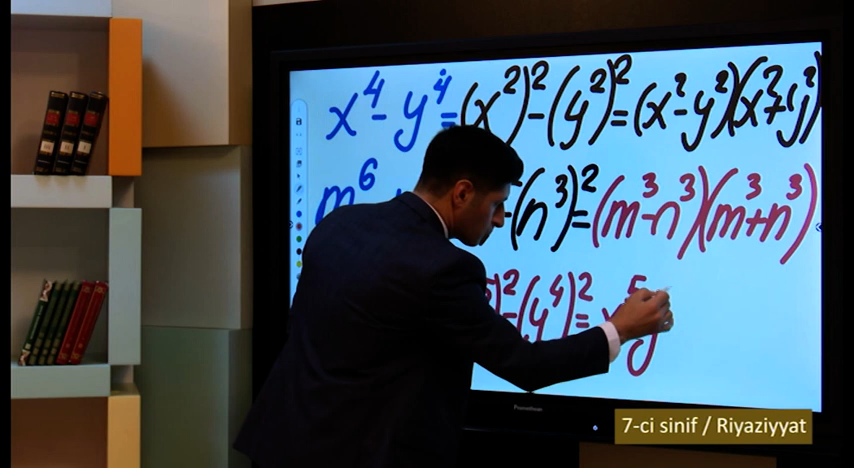 x⁴ - y⁴ = (x²)² - (y²)² = (x² - y²)(x² + y²)
m⁶ - (n³)² = (m³ - n³)(m³ + n³)
)² - (y⁴)² =
7-ci sinif / Riyaziyyat